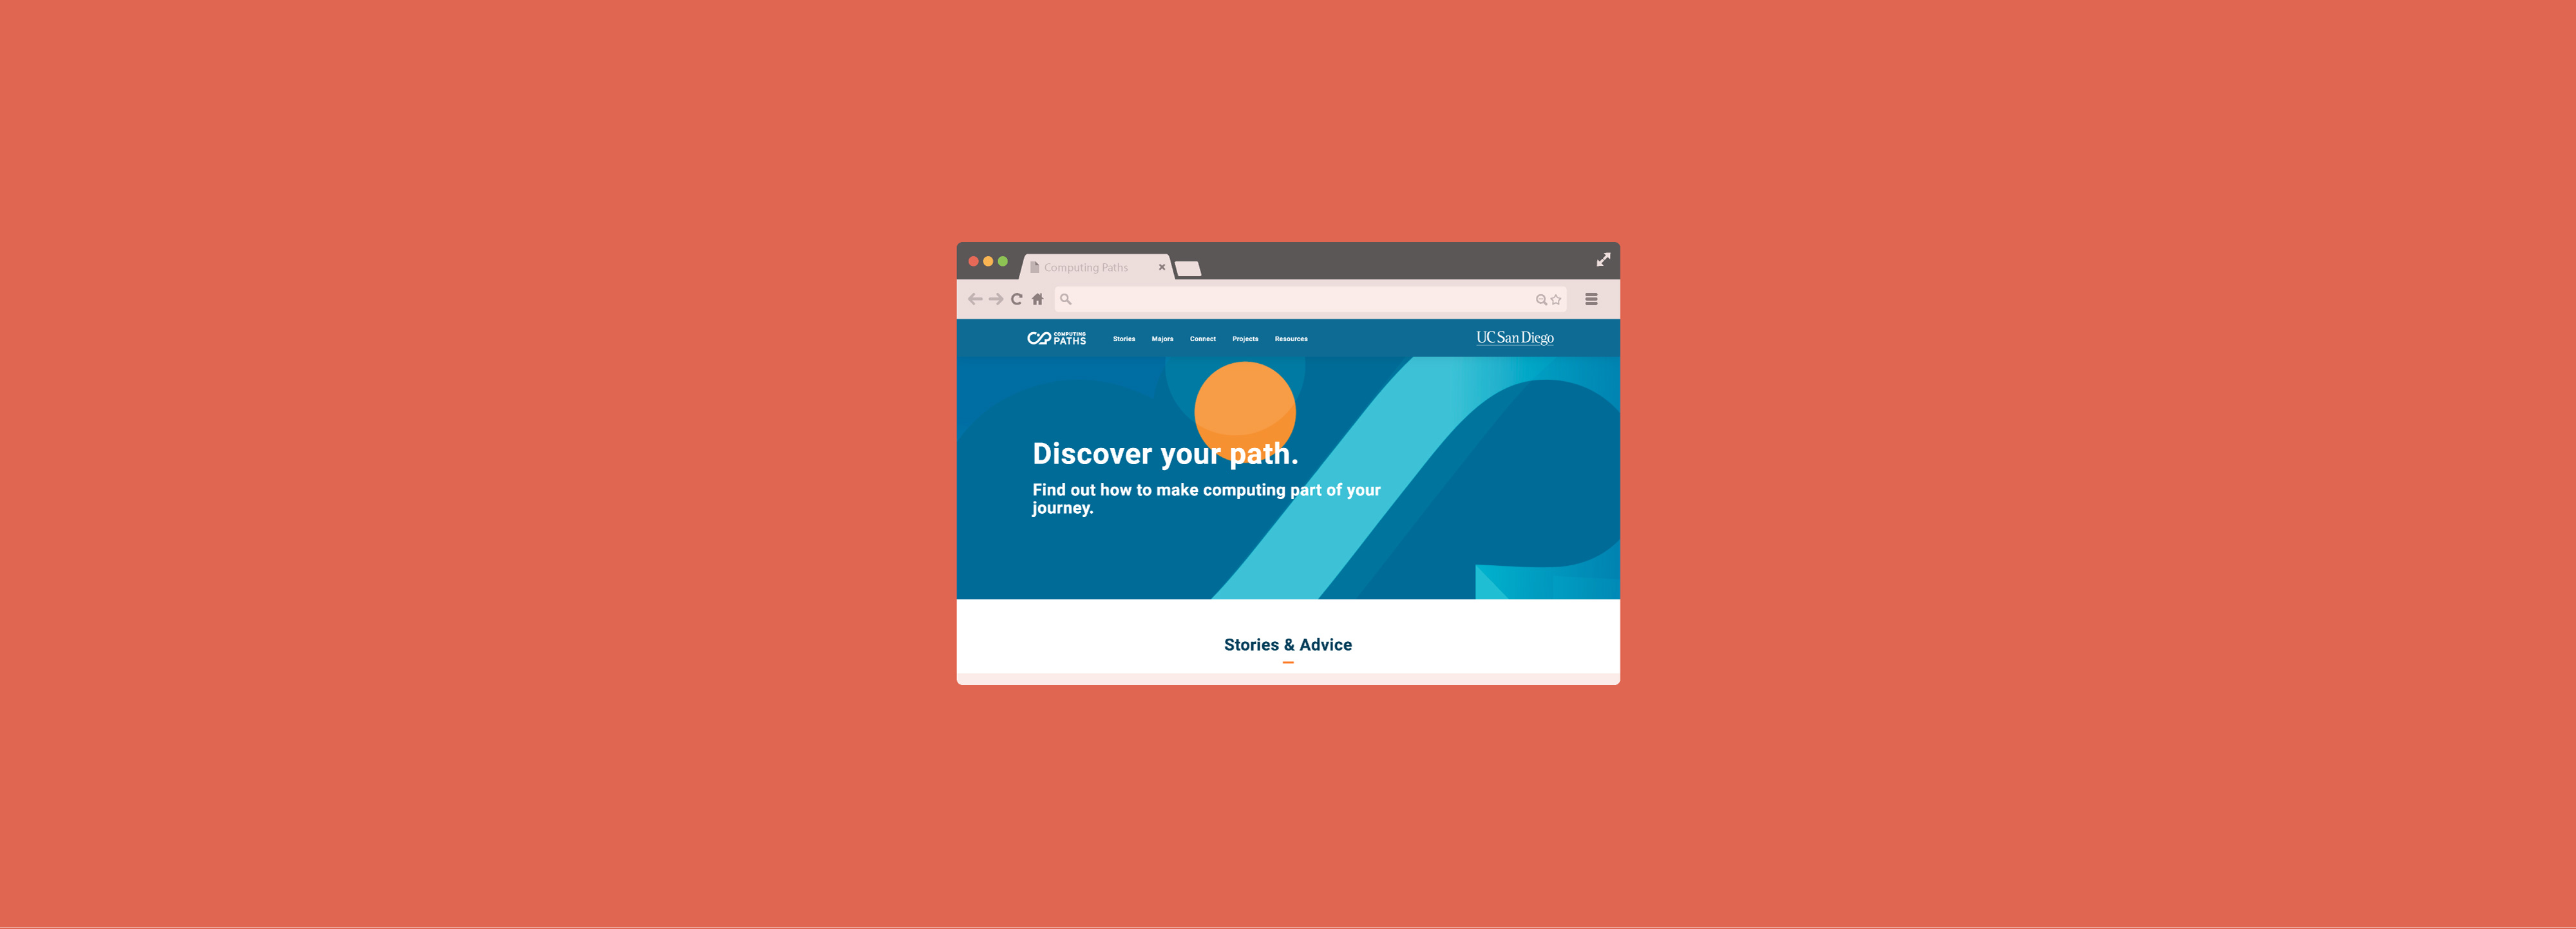 Computing Paths
COMPUTING
PATHS
Stories Majors Connect Projects Resources
UC San Diego
Discover your path.
Find out how to make computing part of your
journey.
Stories & Advice